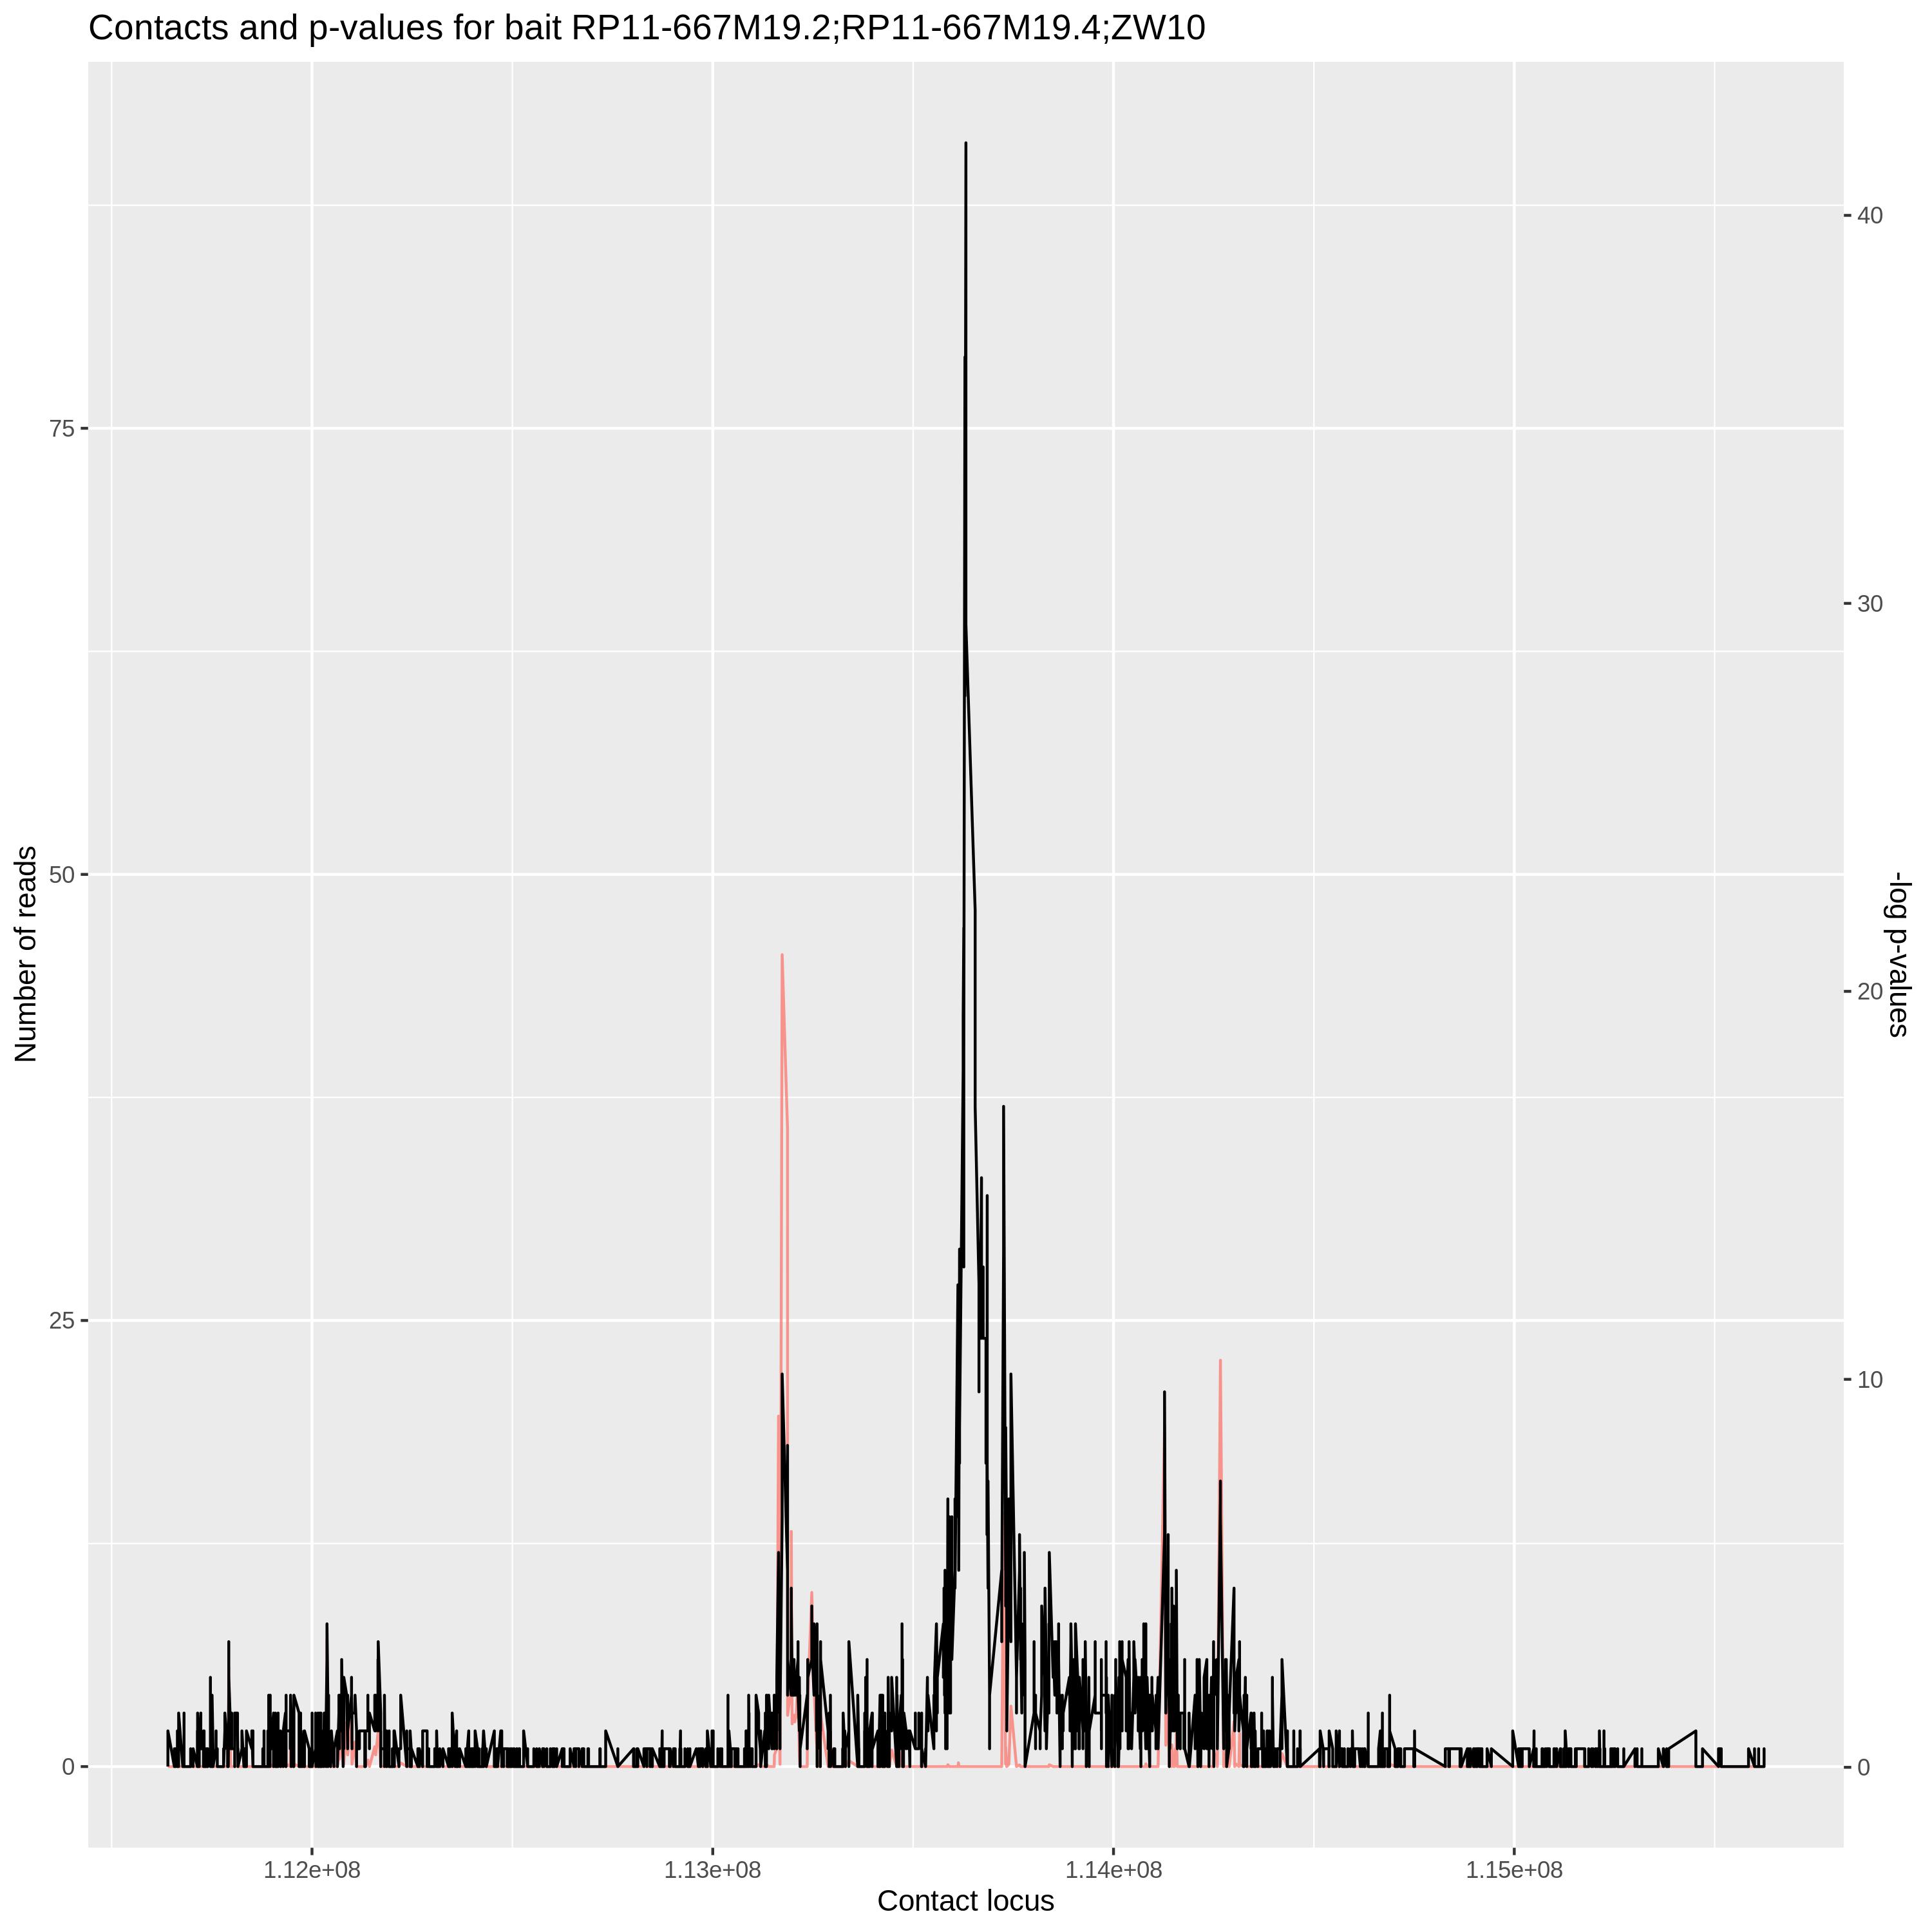 Contacts and p-values for bait RP11-667M19.2;RP11-667M19.4;ZW10
Number of reads
75
50
25
0
40
30
20
10
0
-log p-values
1.12e+08
1.13e+08
1.14e+08
1.15e+08
Contact locus